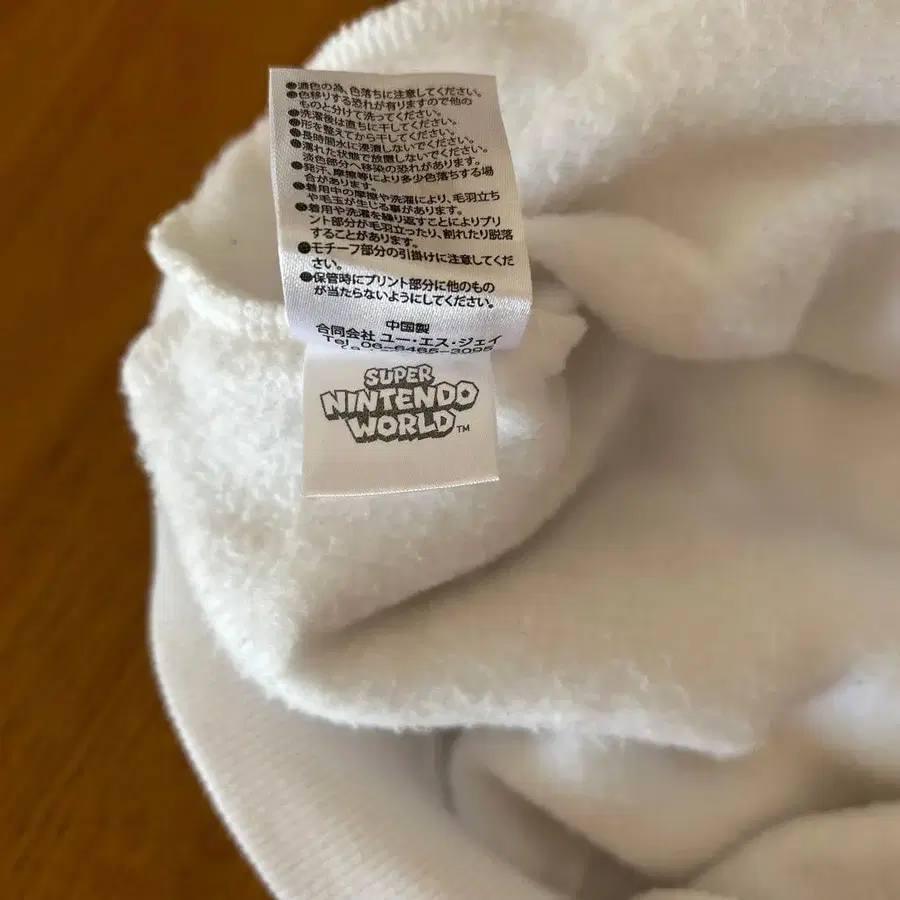 ●濃色の為、色落ちに注意してください。
●色移りする恐れが有りますので他の
ものと分けて洗ってください。
●洗濯後は直ちに干してください。
●形を整えてから干してください。
●長時間水に浸漬しないでください。
●濡れた状態で放置しないでください。
淡色部分へ移染の恐れがあります。
●発汗、摩擦等により多少色落ちする場
合があります。
●着用中の摩擦や洗濯により、毛羽立ち
や毛玉が生じる事があります。
●着用や洗濯を繰り返すことによりプリ
ント部分が毛羽立ったり、割れたり脱落
することがあります。
●モチーフ部分の引掛けに注意してくだ
さい。
●保管時にプリント部分に他のもの
が当たらないようにしてください。
中国製
合同会社 ユー・エス・ジェイ
Tel 06-6465-3095
SUPER
NINTENDO
WORLD™